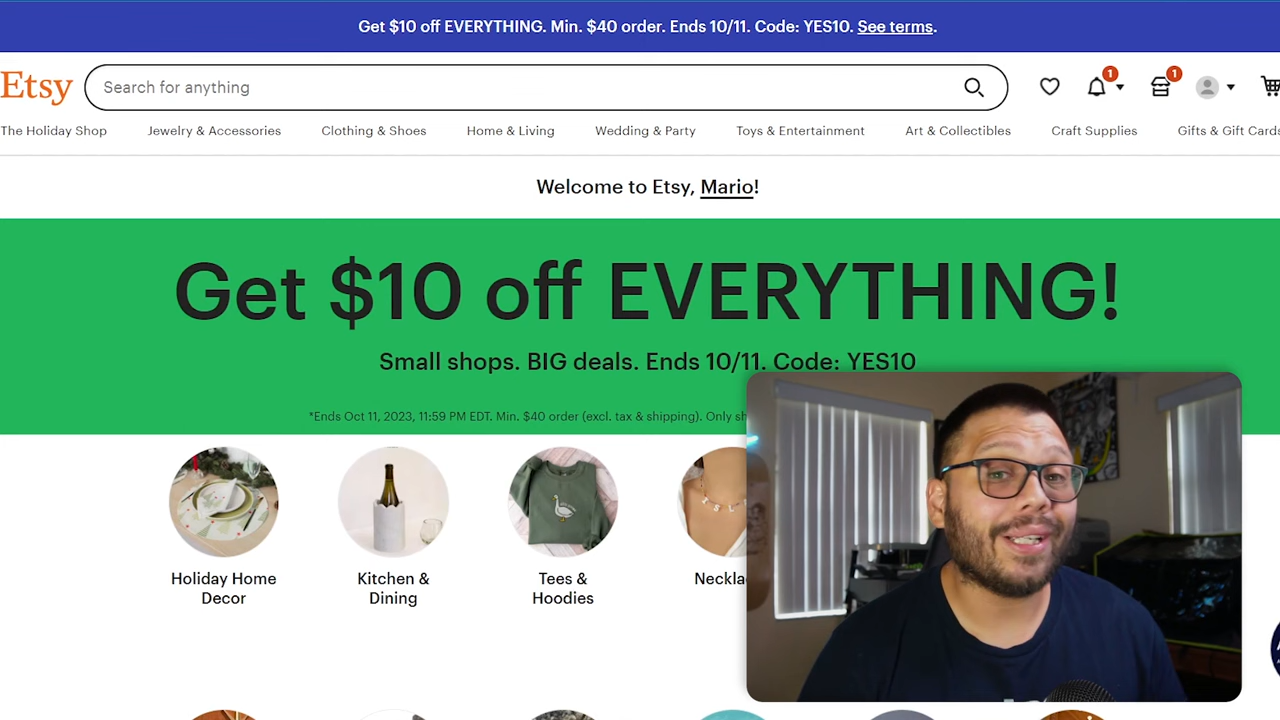 Get $10 off EVERYTHING. Min. $40 order. Ends 10/11. Code: YES10. See terms.
Etsy
Search for anything
1
1
The Holiday Shop
Jewelry & Accessories
Clothing & Shoes
Home & Living
Wedding & Party
Toys & Entertainment
Art & Collectibles
Craft Supplies
Gifts & Gift Cards
Welcome to Etsy, Mario!
Get $10 off EVERYTHING!
Small shops. BIG deals. Ends 10/11. Code: YES10
*Ends Oct 11, 2023, 11:59 PM EDT. Min. $40 order (excl. tax & shipping). Only
Holiday Home
Decor
Kitchen &
Dining
Tees &
Hoodies